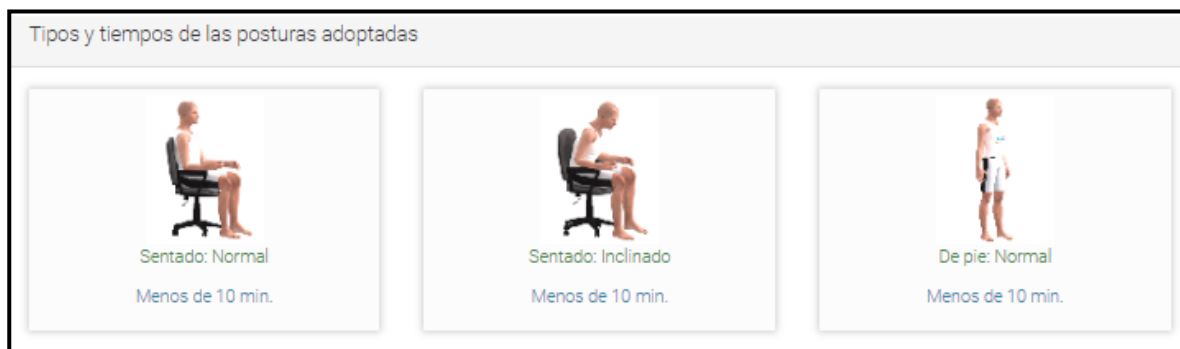 Tipos y tiempos de las posturas adoptadas
Sentado: Normal
Menos de 10 min.
Sentado: Inclinado
Menos de 10 min.
De pie: Normal
Menos de 10 min.